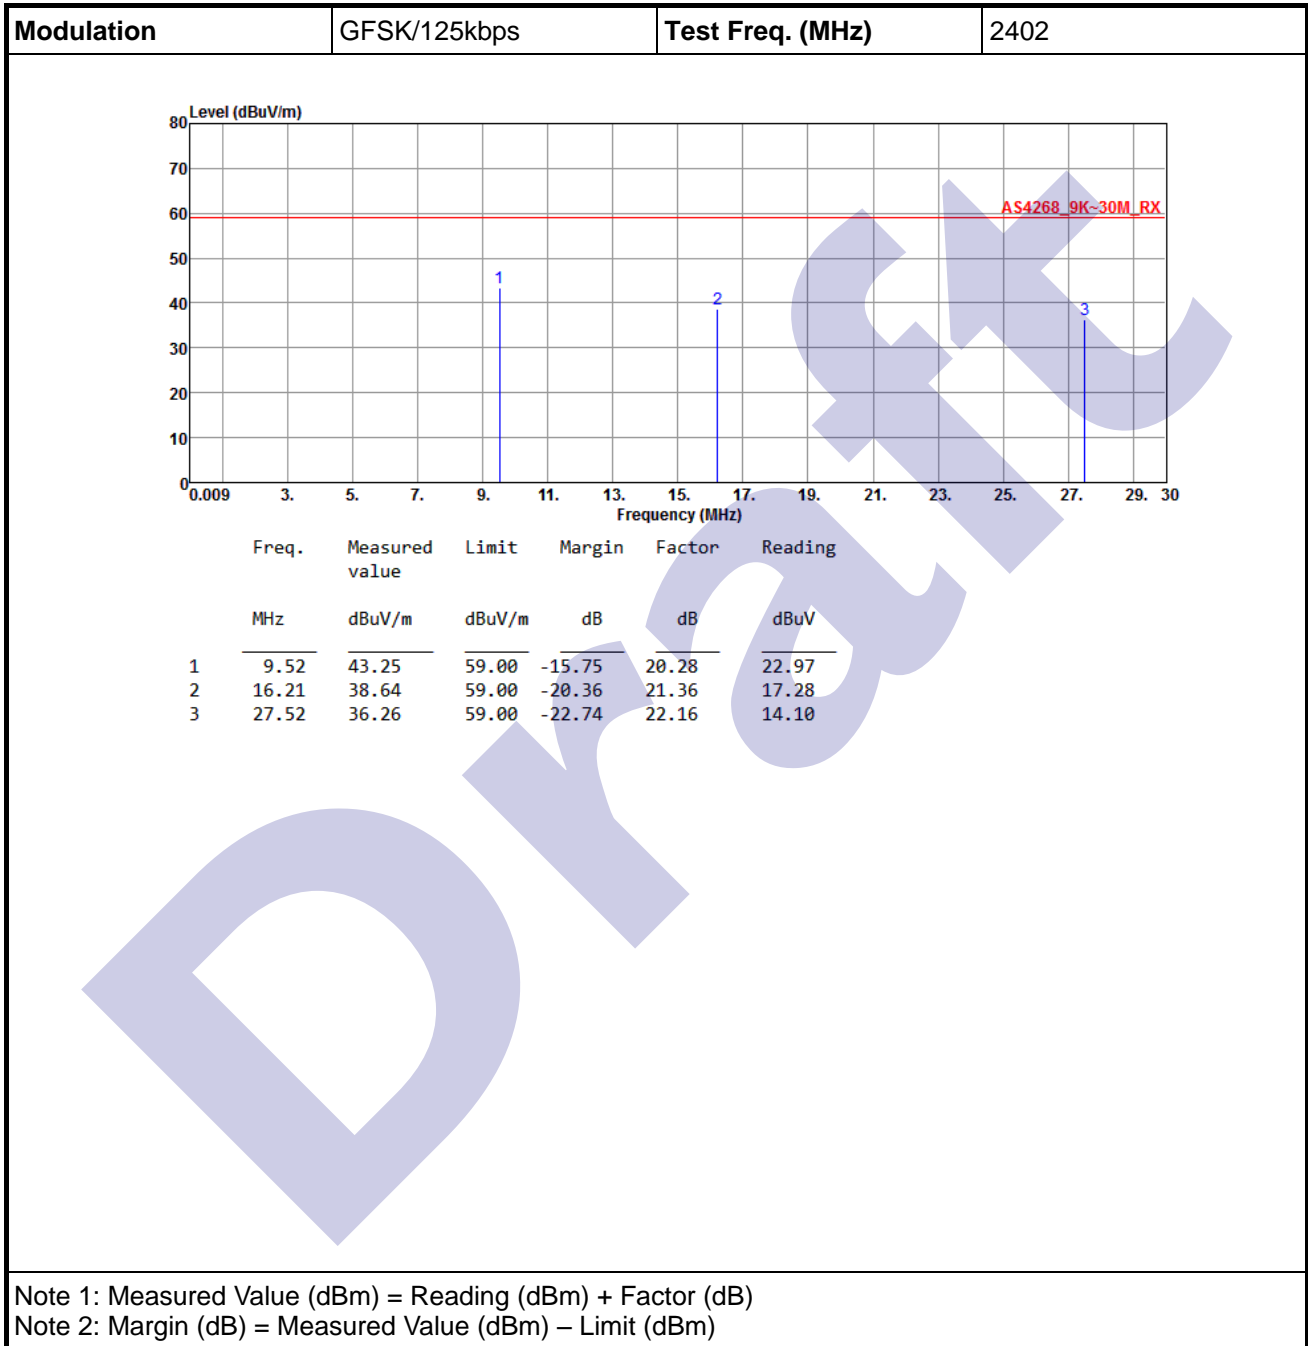 Modulation GFSK/125kbps Test Freq. (MHz) 2402
Level (dBuV/m)
80
70
AS4268_9K~30M_RX
60
50
1
2
40
3
30
20
10
0
0.009 3. 5. 7. 9. 11. 13. 15. 17. 19. 21. 23. 25. 27. 29. 30
Frequency (MHz)
Freq. Measured Limit Margin Factor Reading
value
MHz dBuV/m dBuV/m dB dB dBuV
1 9.52 43.25 59.00 -15.75 20.28 22.97
2 16.21 38.64 59.00 -20.36 21.36 17.28
3 27.52 36.26 59.00 -22.74 22.16 14.10
Draft
Note 1: Measured Value (dBm) = Reading (dBm) + Factor (dB)
Note 2: Margin (dB) = Measured Value (dBm) – Limit (dBm)